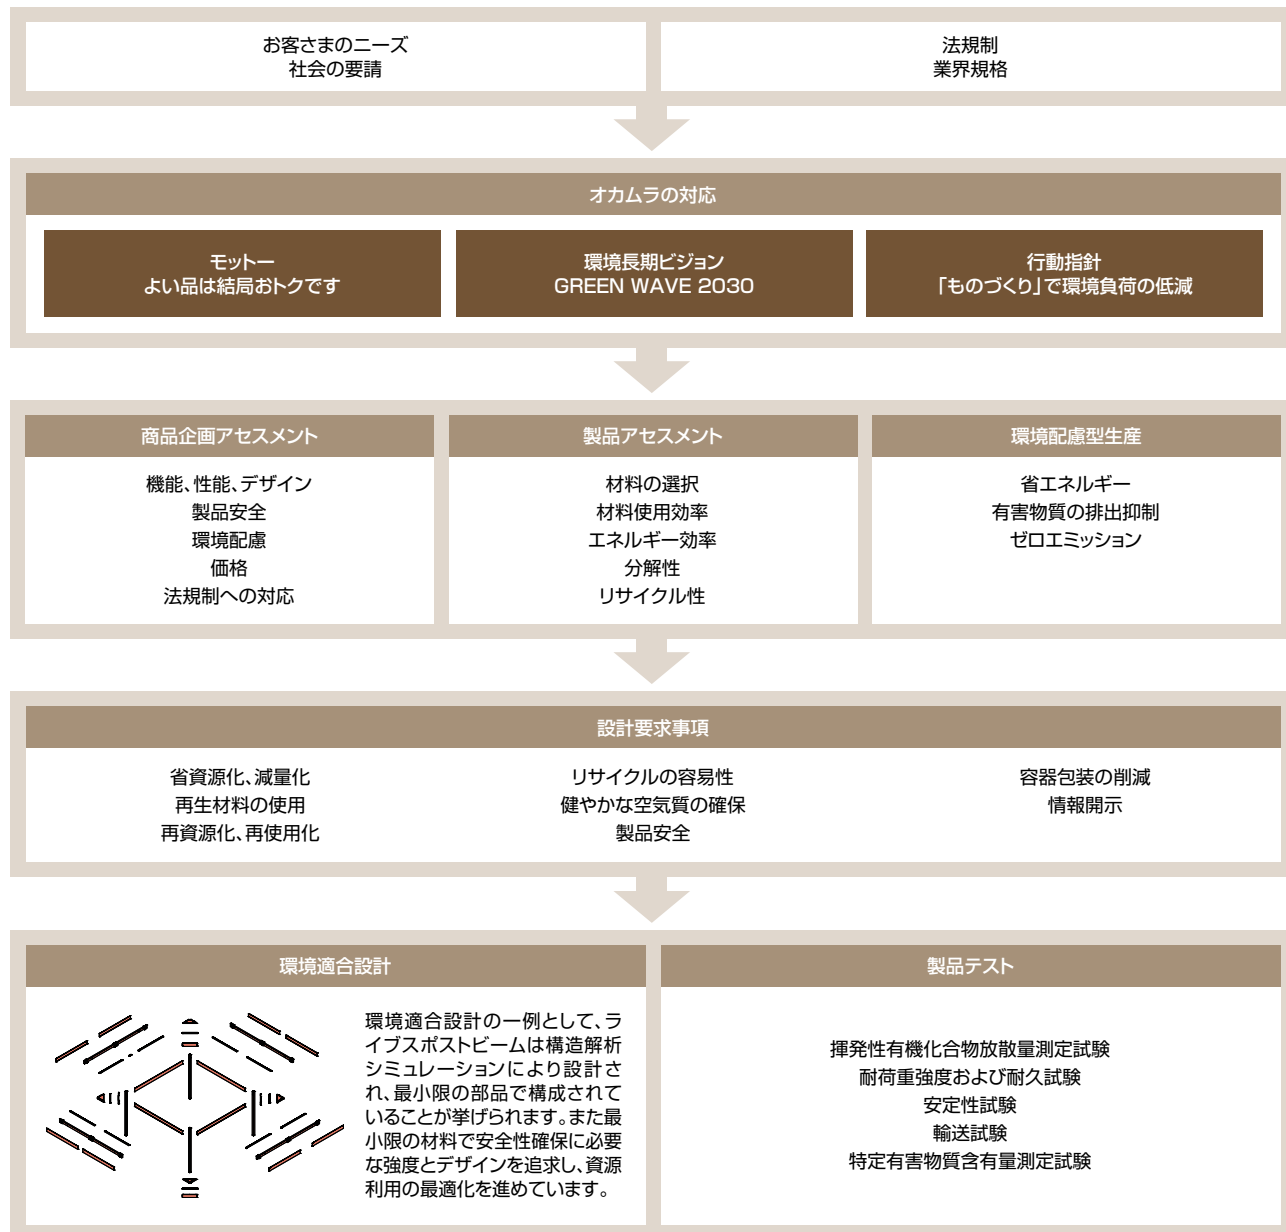 お客さまのニーズ
社会の要請
法規制
業界規格
オカムラの対応
モットー
よい品は結局おトクです
環境長期ビジョン
GREEN WAVE 2030
行動指針
「ものづくり」で環境負荷の低減
商品企画アセスメント
機能、性能、デザイン
製品安全
環境配慮
価格
法規制への対応
製品アセスメント
材料の選択
材料使用効率
エネルギー効率
分解性
リサイクル性
環境配慮型生産
省エネルギー
有害物質の排出抑制
ゼロエミッション
設計要求事項
省資源化、減量化
再生材料の使用
再資源化、再使用化
リサイクルの容易性
健やかな空気質の確保
製品安全
容器包装の削減
情報開示
環境適合設計
環境適合設計の一例として、ラ
イブスポストビームは構造解析
シミュレーションにより設計さ
れ、最小限の部品で構成されて
いることが挙げられます。また最
小限の材料で安全性確保に必要
な強度とデザインを追求し、資源
利用の最適化を進めています。
製品テスト
揮発性有機化合物放散量測定試験
耐荷重強度および耐久試験
安定性試験
輸送試験
特定有害物質含有量測定試験